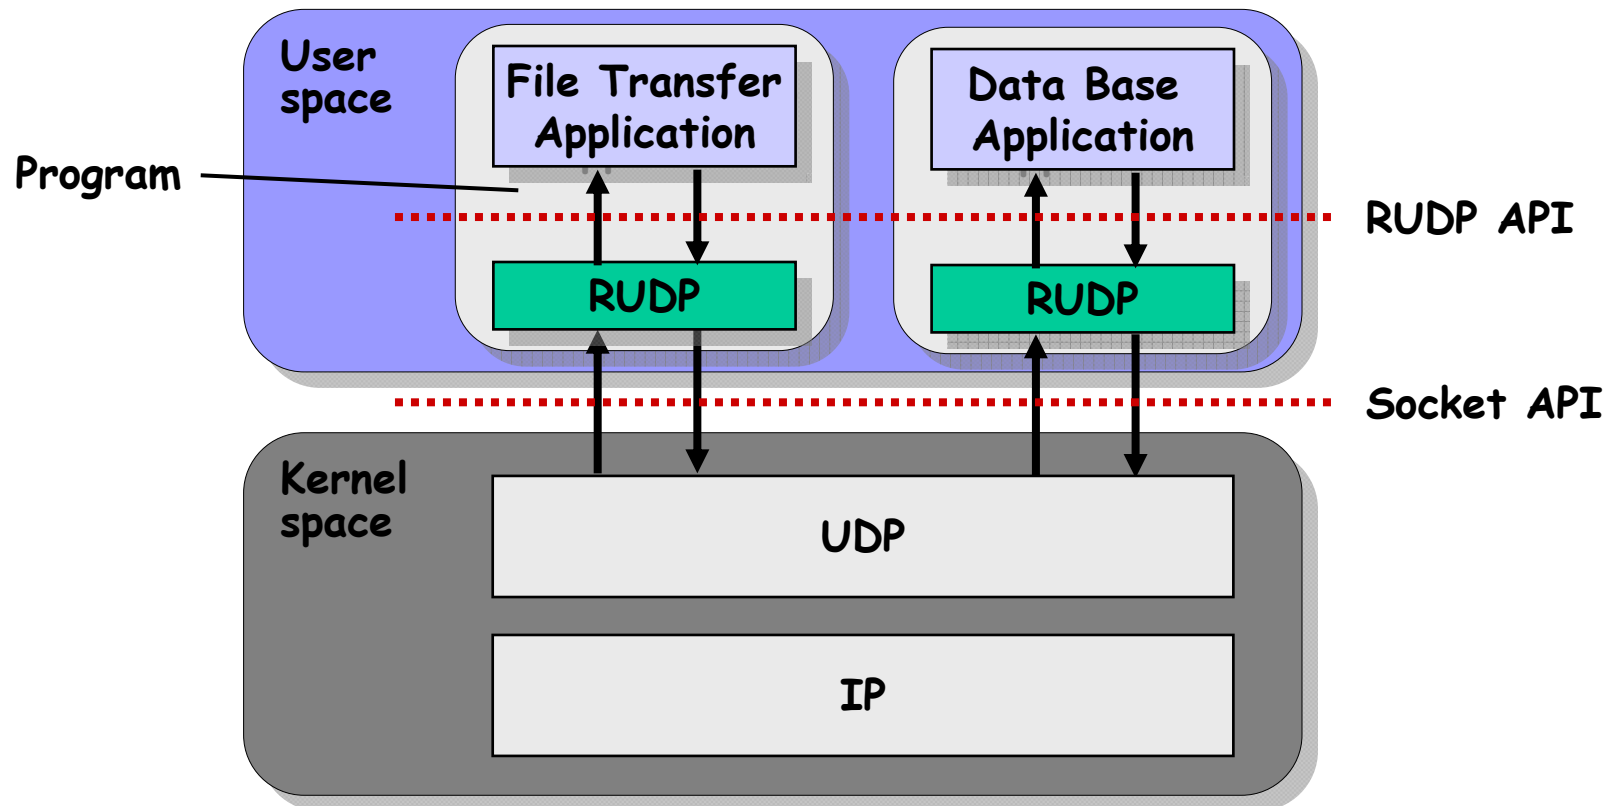 User
space
File Transfer
Application
Data Base
Application
Program
RUDP API
RUDP
RUDP
Socket API
Kernel
space
UDP
IP